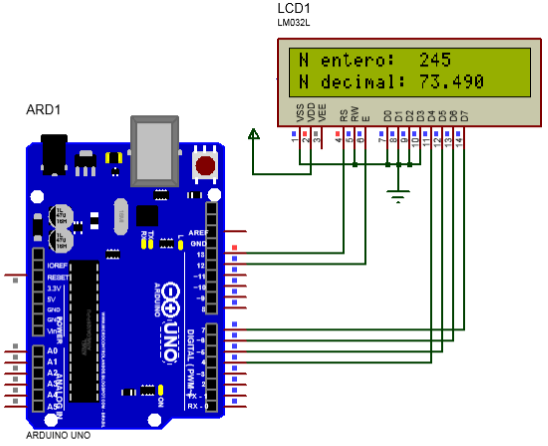 LCD1
LM032L
N entero: 245
N decimal: 73.490
VSS
VDD
VEE
RS
RW
E
D0
D1
D2
D3
D4
D5
D6
D7
1
2
3
4
5
6
7
8
9
10
11
12
13
14
ARD1
AREF
GND
13
12
~11
~10
~9
8
7
~6
~5
4
~3
2
TX - 1
RX - 0
IOREF
RESET
3.3V
5V
GND
GND
Vin
POWER
A0
A1
A2
A3
A4
A5
ANALOG IN
TX
RX
L
ARDUINO
UNO
DIGITAL (PWM~)
ON
ARDUINO UNO